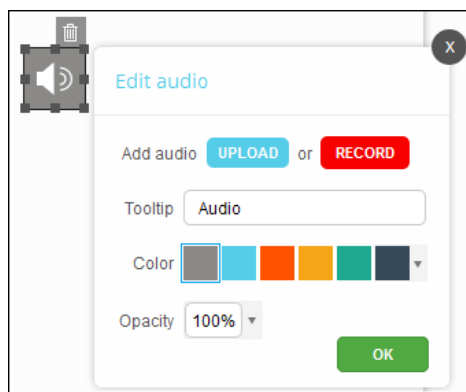 X
Edit audio
Add audio UPLOAD or RECORD
Tooltip Audio
Color
Opacity 100%
OK